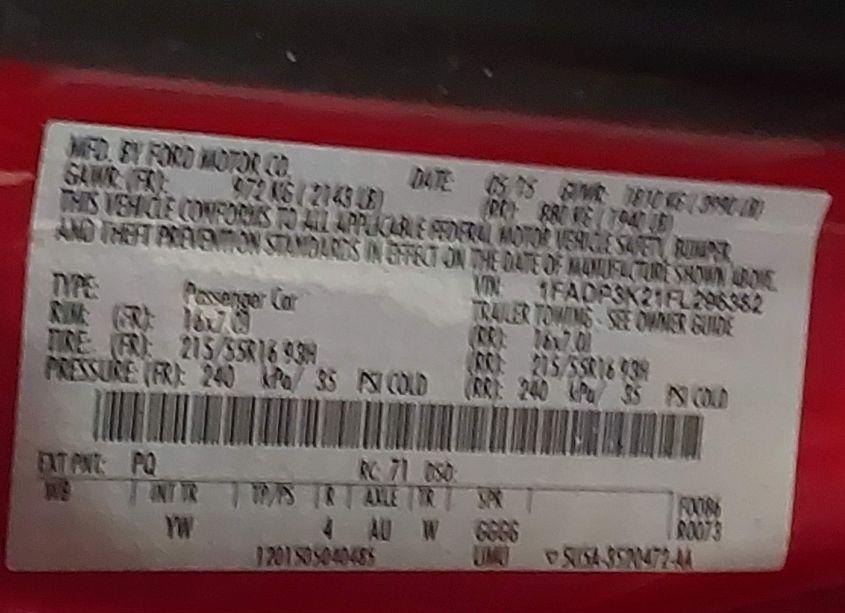 MFD. BY FORD MOTOR CO. DATE: 05/15 GVWR: 1810 KG ( 3990 LB)
GAWR: (FR): 972 KG ( 2143 LB) (RR): 880 KG ( 1940 LB)
THIS VEHICLE CONFORMS TO ALL APPLICABLE FEDERAL MOTOR VEHICLE SAFETY, BUMPER,
AND THEFT PREVENTION STANDARDS IN EFFECT ON THE DATE OF MANUFACTURE SHOWN ABOVE.
VIN: 1FADP3K21FL296382
TYPE: Passenger Car TRAILER TOWING - SEE OWNER GUIDE
RIM: (FR): 16x7.0J (RR): 16x7.0J
TIRE: (FR): 215/55R16 93H (RR): 215/55R16 93H
PRESSURE: (FR): 240 kPa/ 35 PSI COLD (RR): 240 kPa/ 35 PSI COLD
EXT PNT: PQ RC: 71 DSO:
WB INT TR TP/PS R AXLE TR SPR F0086
YW 4 AU W GGGG R0073
1201505040485 UMU 5U5A-3520472-AA